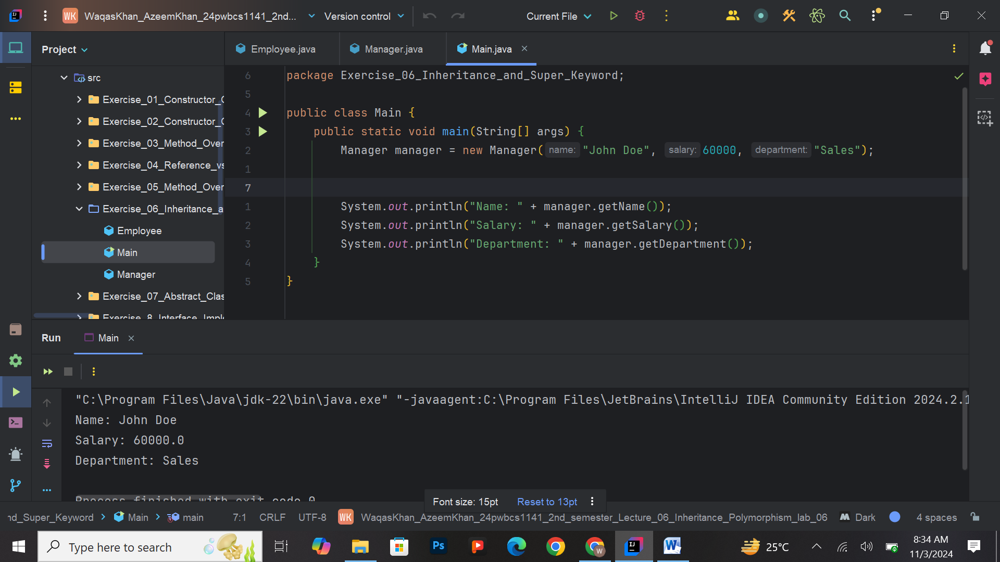 WK WaqasKhan_AzeemKhan_24pwbcs1141_2nd... Version control Current File
Project
Employee.java Manager.java Main.java
src
Exercise_01_Constructor_
Exercise_02_Constructor_
Exercise_03_Method_Over
Exercise_04_Reference_vs
Exercise_05_Method_Over
Exercise_06_Inheritance_a
Employee
Main
Manager
Exercise_07_Abstract_Clas
Exercise_8_Interface_Imple
6 package Exercise_06_Inheritance_and_Super_Keyword;
5
4 public class Main {
3 public static void main(String[] args) {
2 Manager manager = new Manager( name: "John Doe", salary: 60000, department: "Sales");
1
7
1 System.out.println("Name: " + manager.getName());
2 System.out.println("Salary: " + manager.getSalary());
3 System.out.println("Department: " + manager.getDepartment());
4 }
5 }
Run Main
"C:\Program Files\Java\jdk-22\bin\java.exe" "-javaagent:C:\Program Files\JetBrains\IntelliJ IDEA Community Edition 2024.2.1
Name: John Doe
Salary: 60000.0
Department: Sales
Process finished with exit code 0
Font size: 15pt Reset to 13pt
nd_Super_Keyword Main main 7:1 CRLF UTF-8 WK WaqasKhan_AzeemKhan_24pwbcs1141_2nd_semester_Lecture_06_Inheritance_Polymorphism_lab_06 Dark 4 spaces
Type here to search
Ps
W
IJ
W
25°C
8:34 AM
11/3/2024